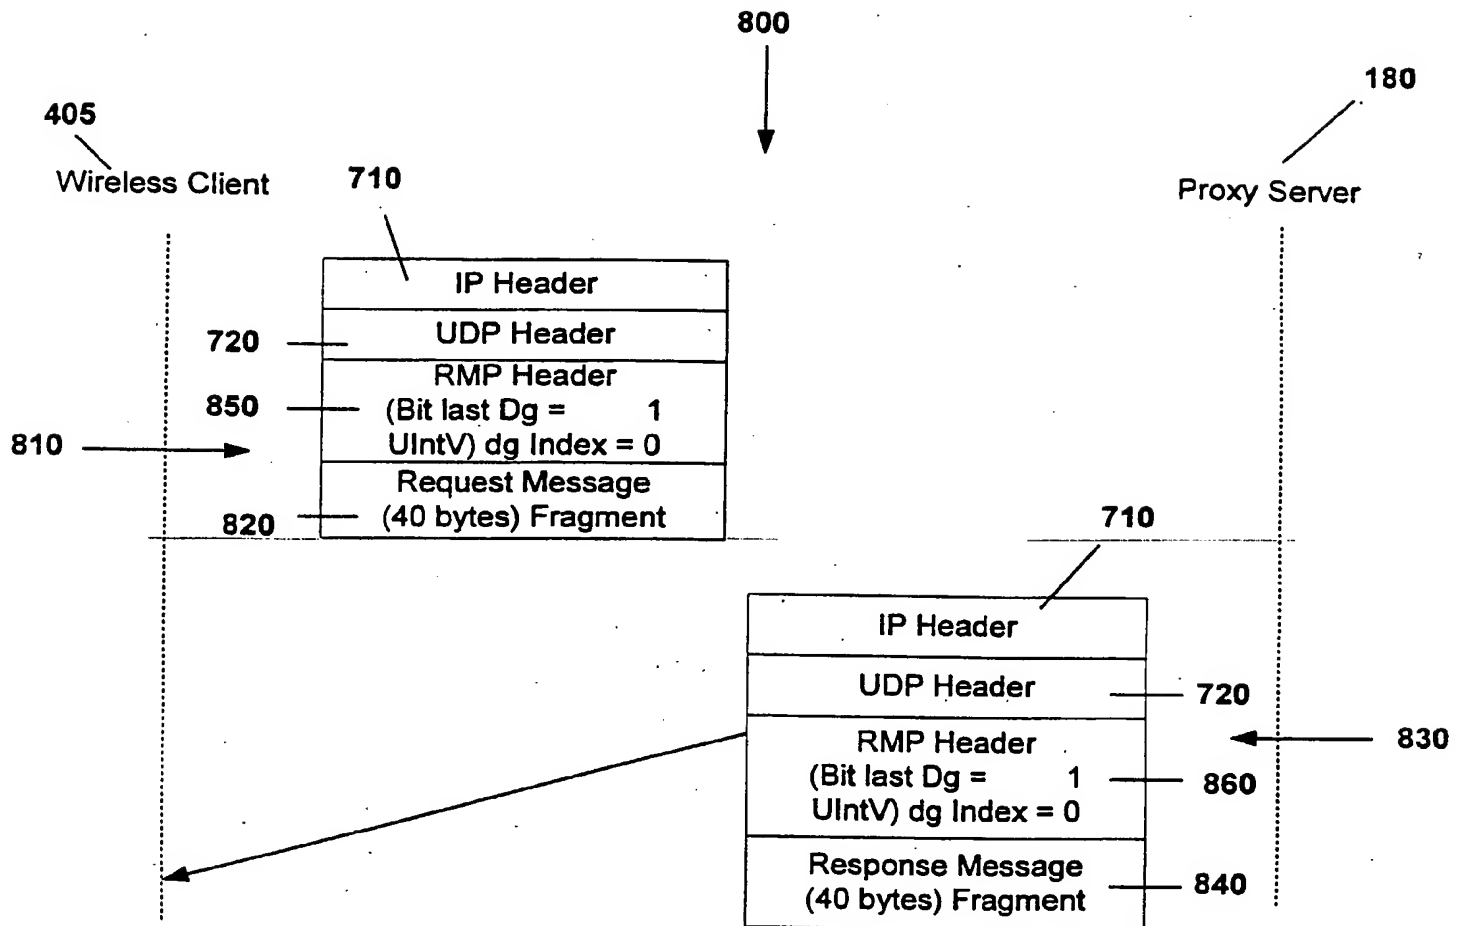 800
180
405
Wireless Client
710
Proxy Server
IP Header
720
UDP Header
RMP Header
850
(Bit last Dg = 1
810
UIntV) dg Index = 0
Request Message
820
(40 bytes) Fragment
710
IP Header
UDP Header
720
RMP Header
830
(Bit last Dg = 1
860
UIntV) dg Index = 0
Response Message
840
(40 bytes) Fragment